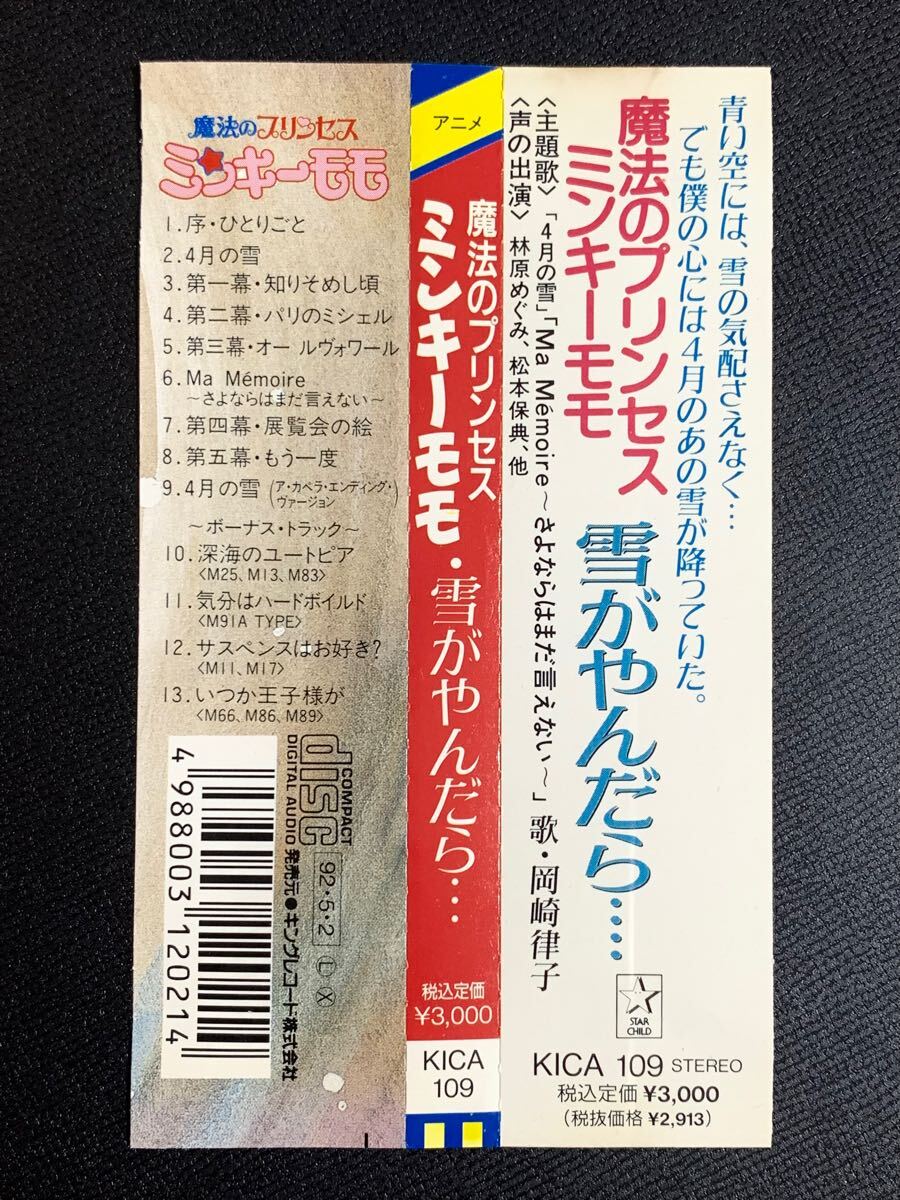 青い空には、雪の気配さえなく…
でも僕の心には4月のあの雪が降っていた。
魔法のプリンセス
ミンキーモモ
雪がやんだら……
〈主題歌〉「4月の雪」「Ma Mémoire〜さよならはまだ言えない〜」歌・岡崎律子
〈声の出演〉林原めぐみ、松本保典、他
STAR
CHILD
KICA 109 STEREO
税込定価 ¥3,000
(税抜価格 ¥2,913)
アニメ
魔法のプリンセス
ミンキーモモ・雪がやんだら…
税込定価
¥3,000
KICA
109
魔法のプリンセス
ミンキーモモ
1.序・ひとりごと
2.4月の雪
3.第一幕・知りそめし頃
4.第二幕・パリのミシェル
5.第三幕・オー ルヴォワール
6.Ma Mémoire
〜さよならはまだ言えない〜
7.第四幕・展覧会の絵
8.第五幕・もう一度
9.4月の雪(ア・カペラ・エンディング・
ヴァージョン)
〜ボーナス・トラック〜
10.深海のユートピア
〈M25、M13、M83〉
11.気分はハードボイルド
〈M91A TYPE〉
12.サスペンスはお好き?
〈M11、M17〉
13.いつか王子様が
〈M66、M86、M89〉
COMPACT
disc
DIGITAL AUDIO
92・5・2 Ⓛ Ⓧ
発売元●キングレコード株式会社
4 988003 120214